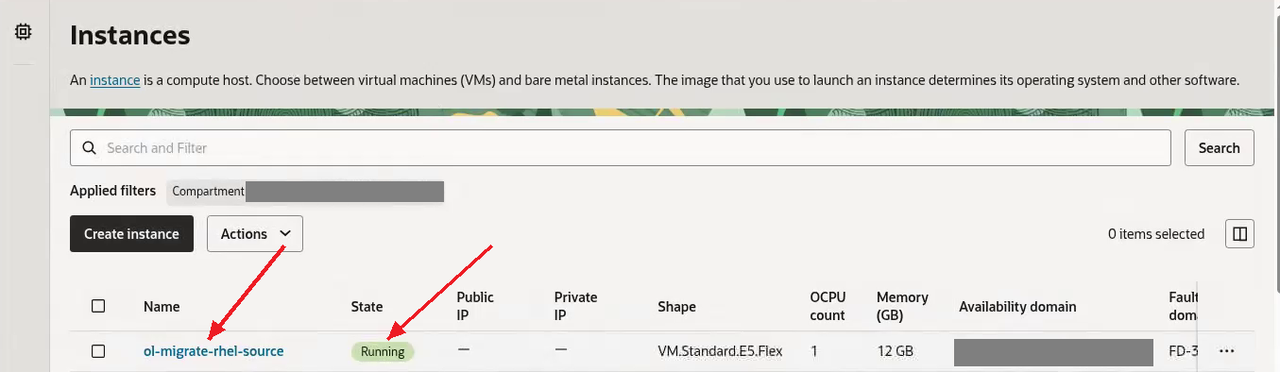 Instances
An instance is a compute host. Choose between virtual machines (VMs) and bare metal instances. The image that you use to launch an instance determines its operating system and other software.
Search and Filter
Search
Applied filters
Compartment
Create instance
Actions
0 items selected
Name
State
Public
IP
Private
IP
Shape
OCPU
count
Memory
(GB)
Availability domain
Fault
dom
ol-migrate-rhel-source
Running
—
—
VM.Standard.E5.Flex
1
12 GB
FD-3